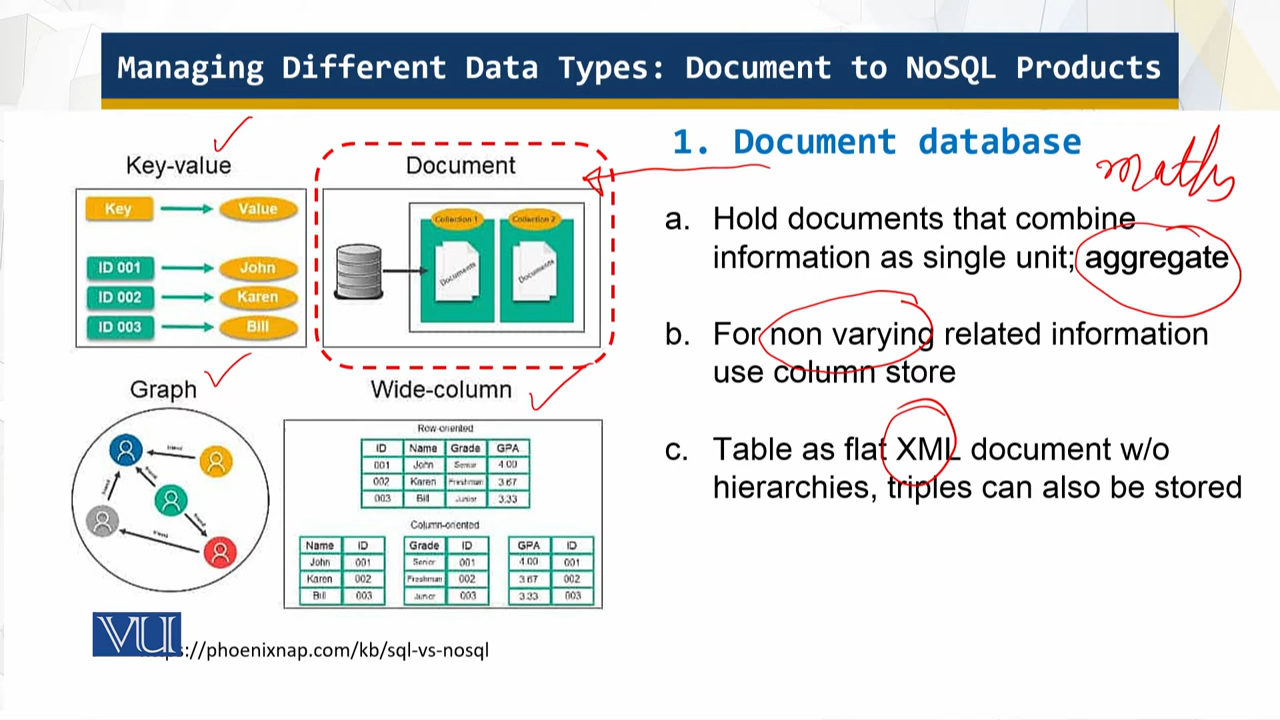 Managing Different Data Types: Document to NoSQL Products
Key-value
Key Value
ID 001 John
ID 002 Karen
ID 003 Bill
Document
Collection 1 Collection 2
Documents Documents
Graph
Wide-column
Row-oriented
ID Name Grade GPA
001 John Senior 4.00
002 Karen Freshman 3.67
003 Bill Junior 3.33
Column-oriented
Name ID Grade ID GPA ID
John 001 Senior 001 4.00 001
Karen 002 Freshman 002 3.67 002
Bill 003 Junior 003 3.33 003
VU
s://phoenixnap.com/kb/sql-vs-nosql
1. Document database
maths
a. Hold documents that combine
information as single unit; aggregate
b. For non varying related information
use column store
c. Table as flat XML document w/o
hierarchies, triples can also be stored